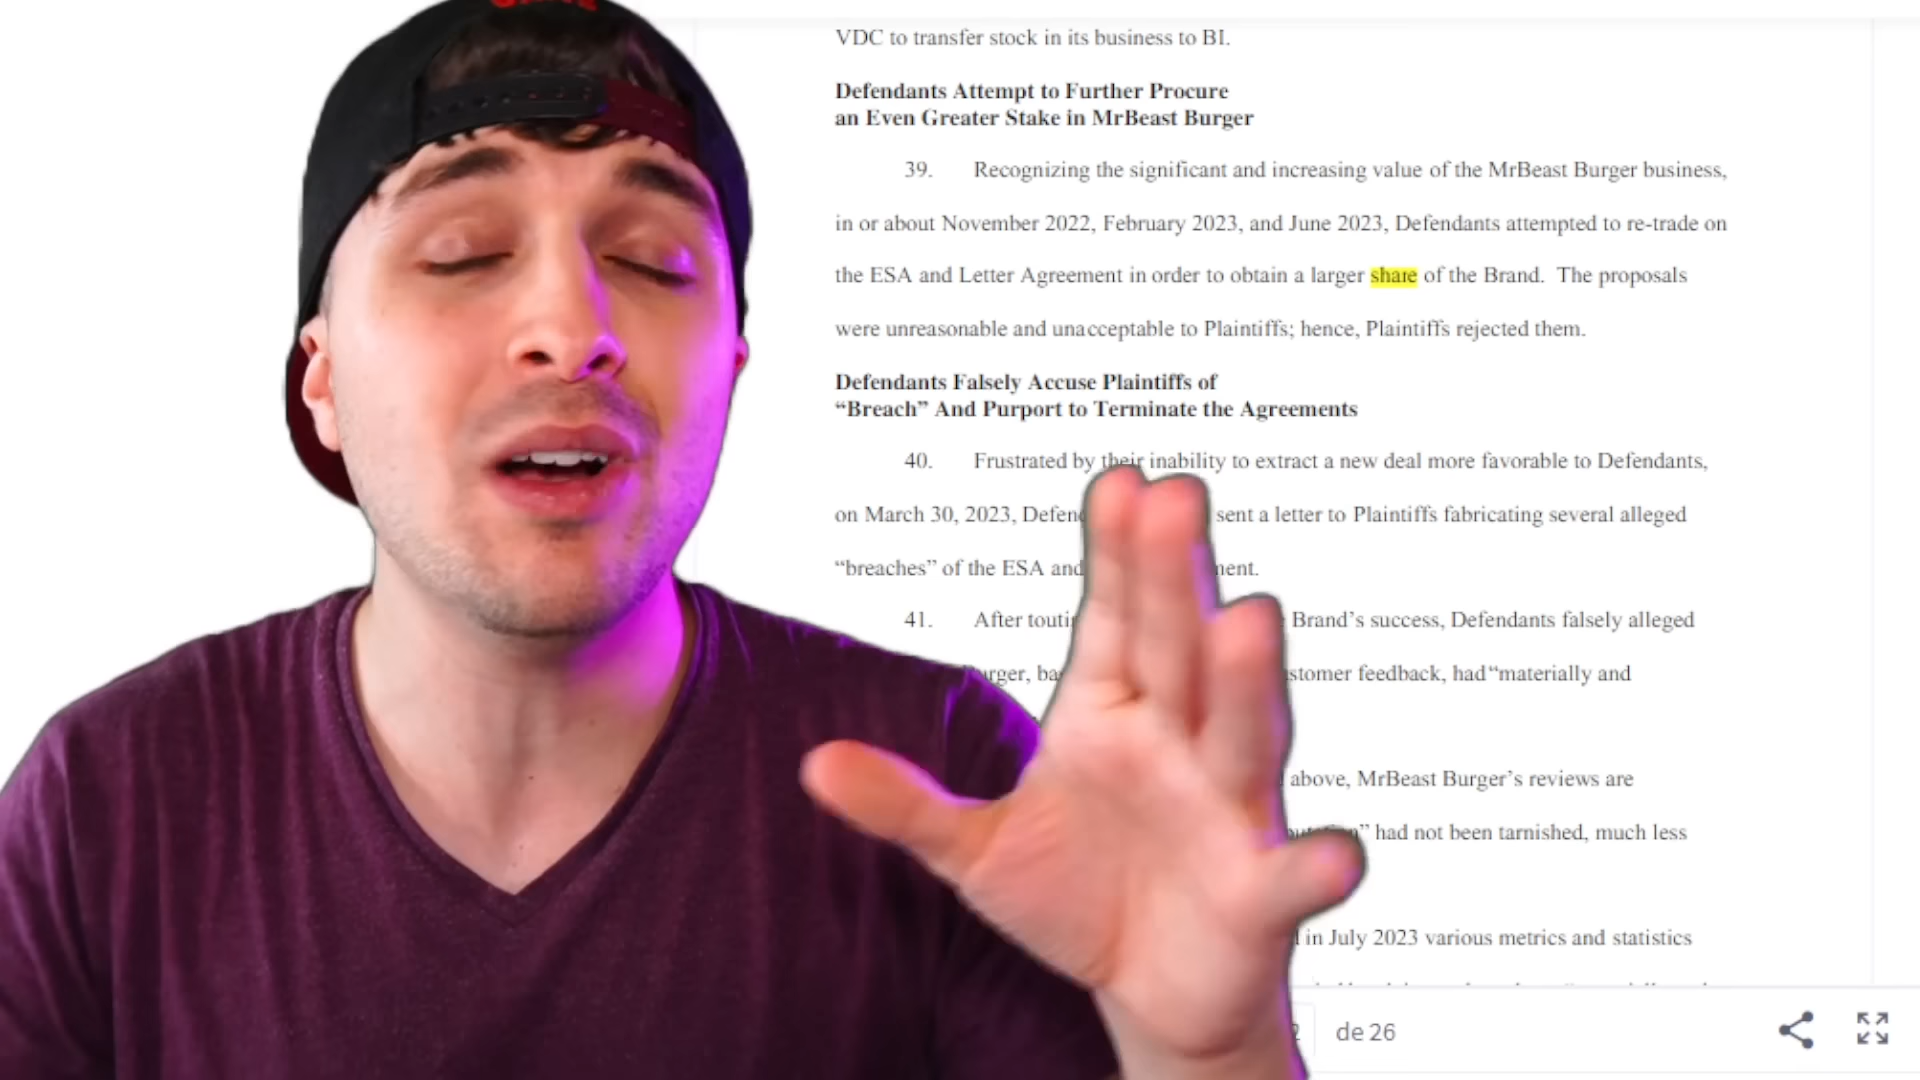 VDC to transfer stock in its business to BI.
Defendants Attempt to Further Procure
an Even Greater Stake in MrBeast Burger
39. Recognizing the significant and increasing value of the MrBeast Burger business,
in or about November 2022, February 2023, and June 2023, Defendants attempted to re-trade on
the ESA and Letter Agreement in order to obtain a larger share of the Brand. The proposals
were unreasonable and unacceptable to Plaintiffs; hence, Plaintiffs rejected them.
Defendants Falsely Accuse Plaintiffs of
“Breach” And Purport to Terminate the Agreements
40. Frustrated by their inability to extract a new deal more favorable to Defendants,
on March 30, 2023, sent a letter to Plaintiffs fabricating several alleged
“breaches” of the ESA and
41. After Brand’s success, Defendants falsely alleged
feedback, had “materially and
above, MrBeast Burger’s reviews are
had not been tarnished, much less
in July 2023 various metrics and statistics
de 26